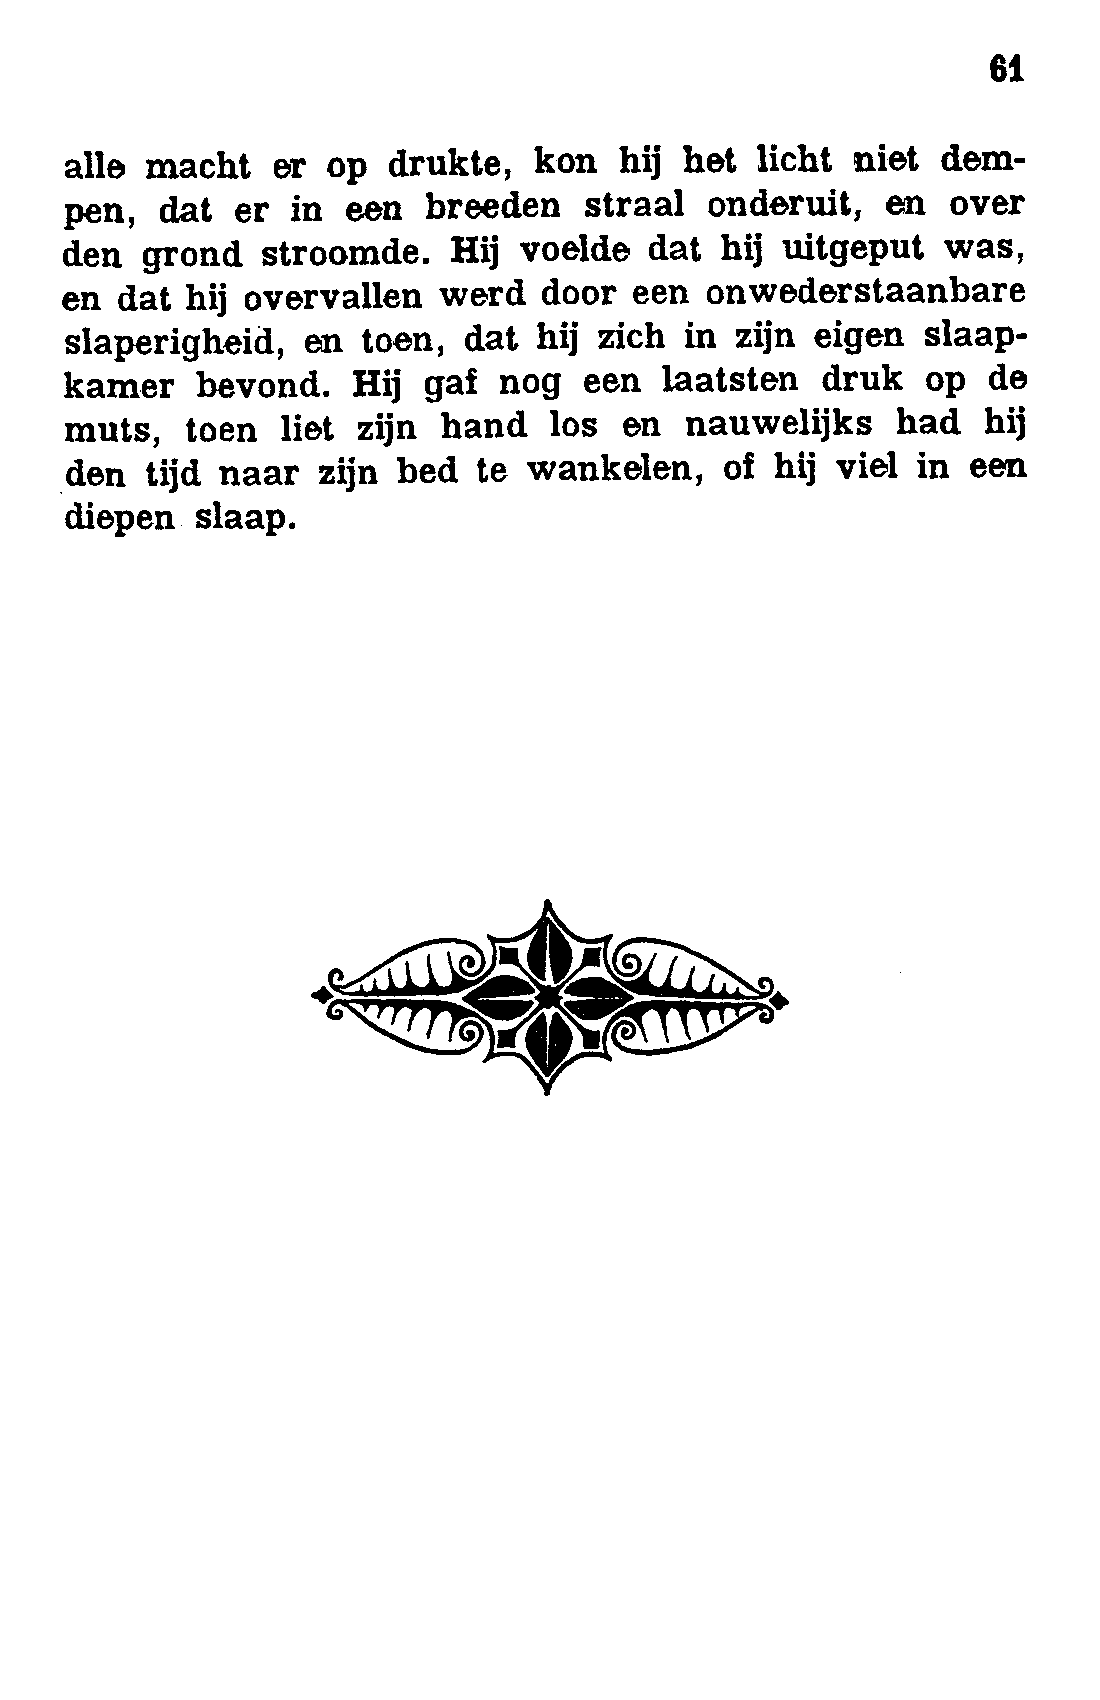 61
alle macht er op drukte, kon hij het licht niet dem-
pen, dat er in een breeden straal onderuit, en over
den grond stroomde. Hij voelde dat hij uitgeput was,
en dat hij overvallen werd door een onwederstaanbare
slaperigheid, en toen, dat hij zich in zijn eigen slaap-
kamer bevond. Hij gaf nog een laatsten druk op de
muts, toen liet zijn hand los en nauwelijks had hij
den tijd naar zijn bed te wankelen, of hij viel in een
diepen slaap.